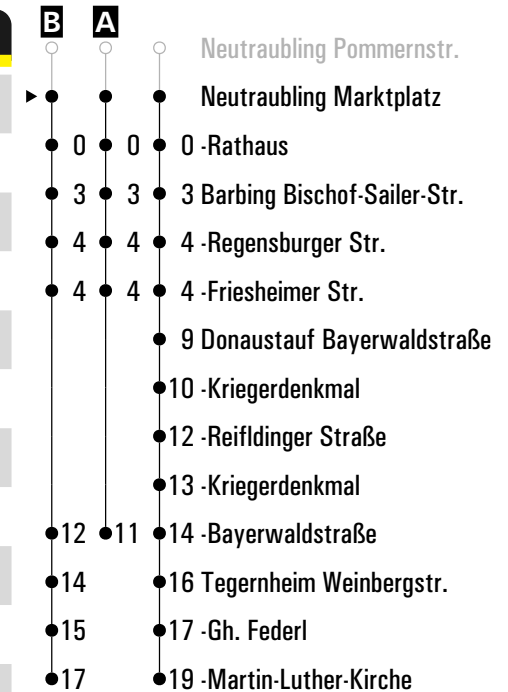 B A
Neutraubling Pommernstr.
Neutraubling Marktplatz
0 0 0 -Rathaus
3 3 3 Barbing Bischof-Sailer-Str.
4 4 4 -Regensburger Str.
4 4 4 -Friesheimer Str.
9 Donaustauf Bayerwaldstraße
10 -Kriegerdenkmal
12 -Reifldinger Straße
13 -Kriegerdenkmal
12 11 14 -Bayerwaldstraße
14 16 Tegernheim Weinbergstr.
15 17 -Gh. Federl
17 19 -Martin-Luther-Kirche